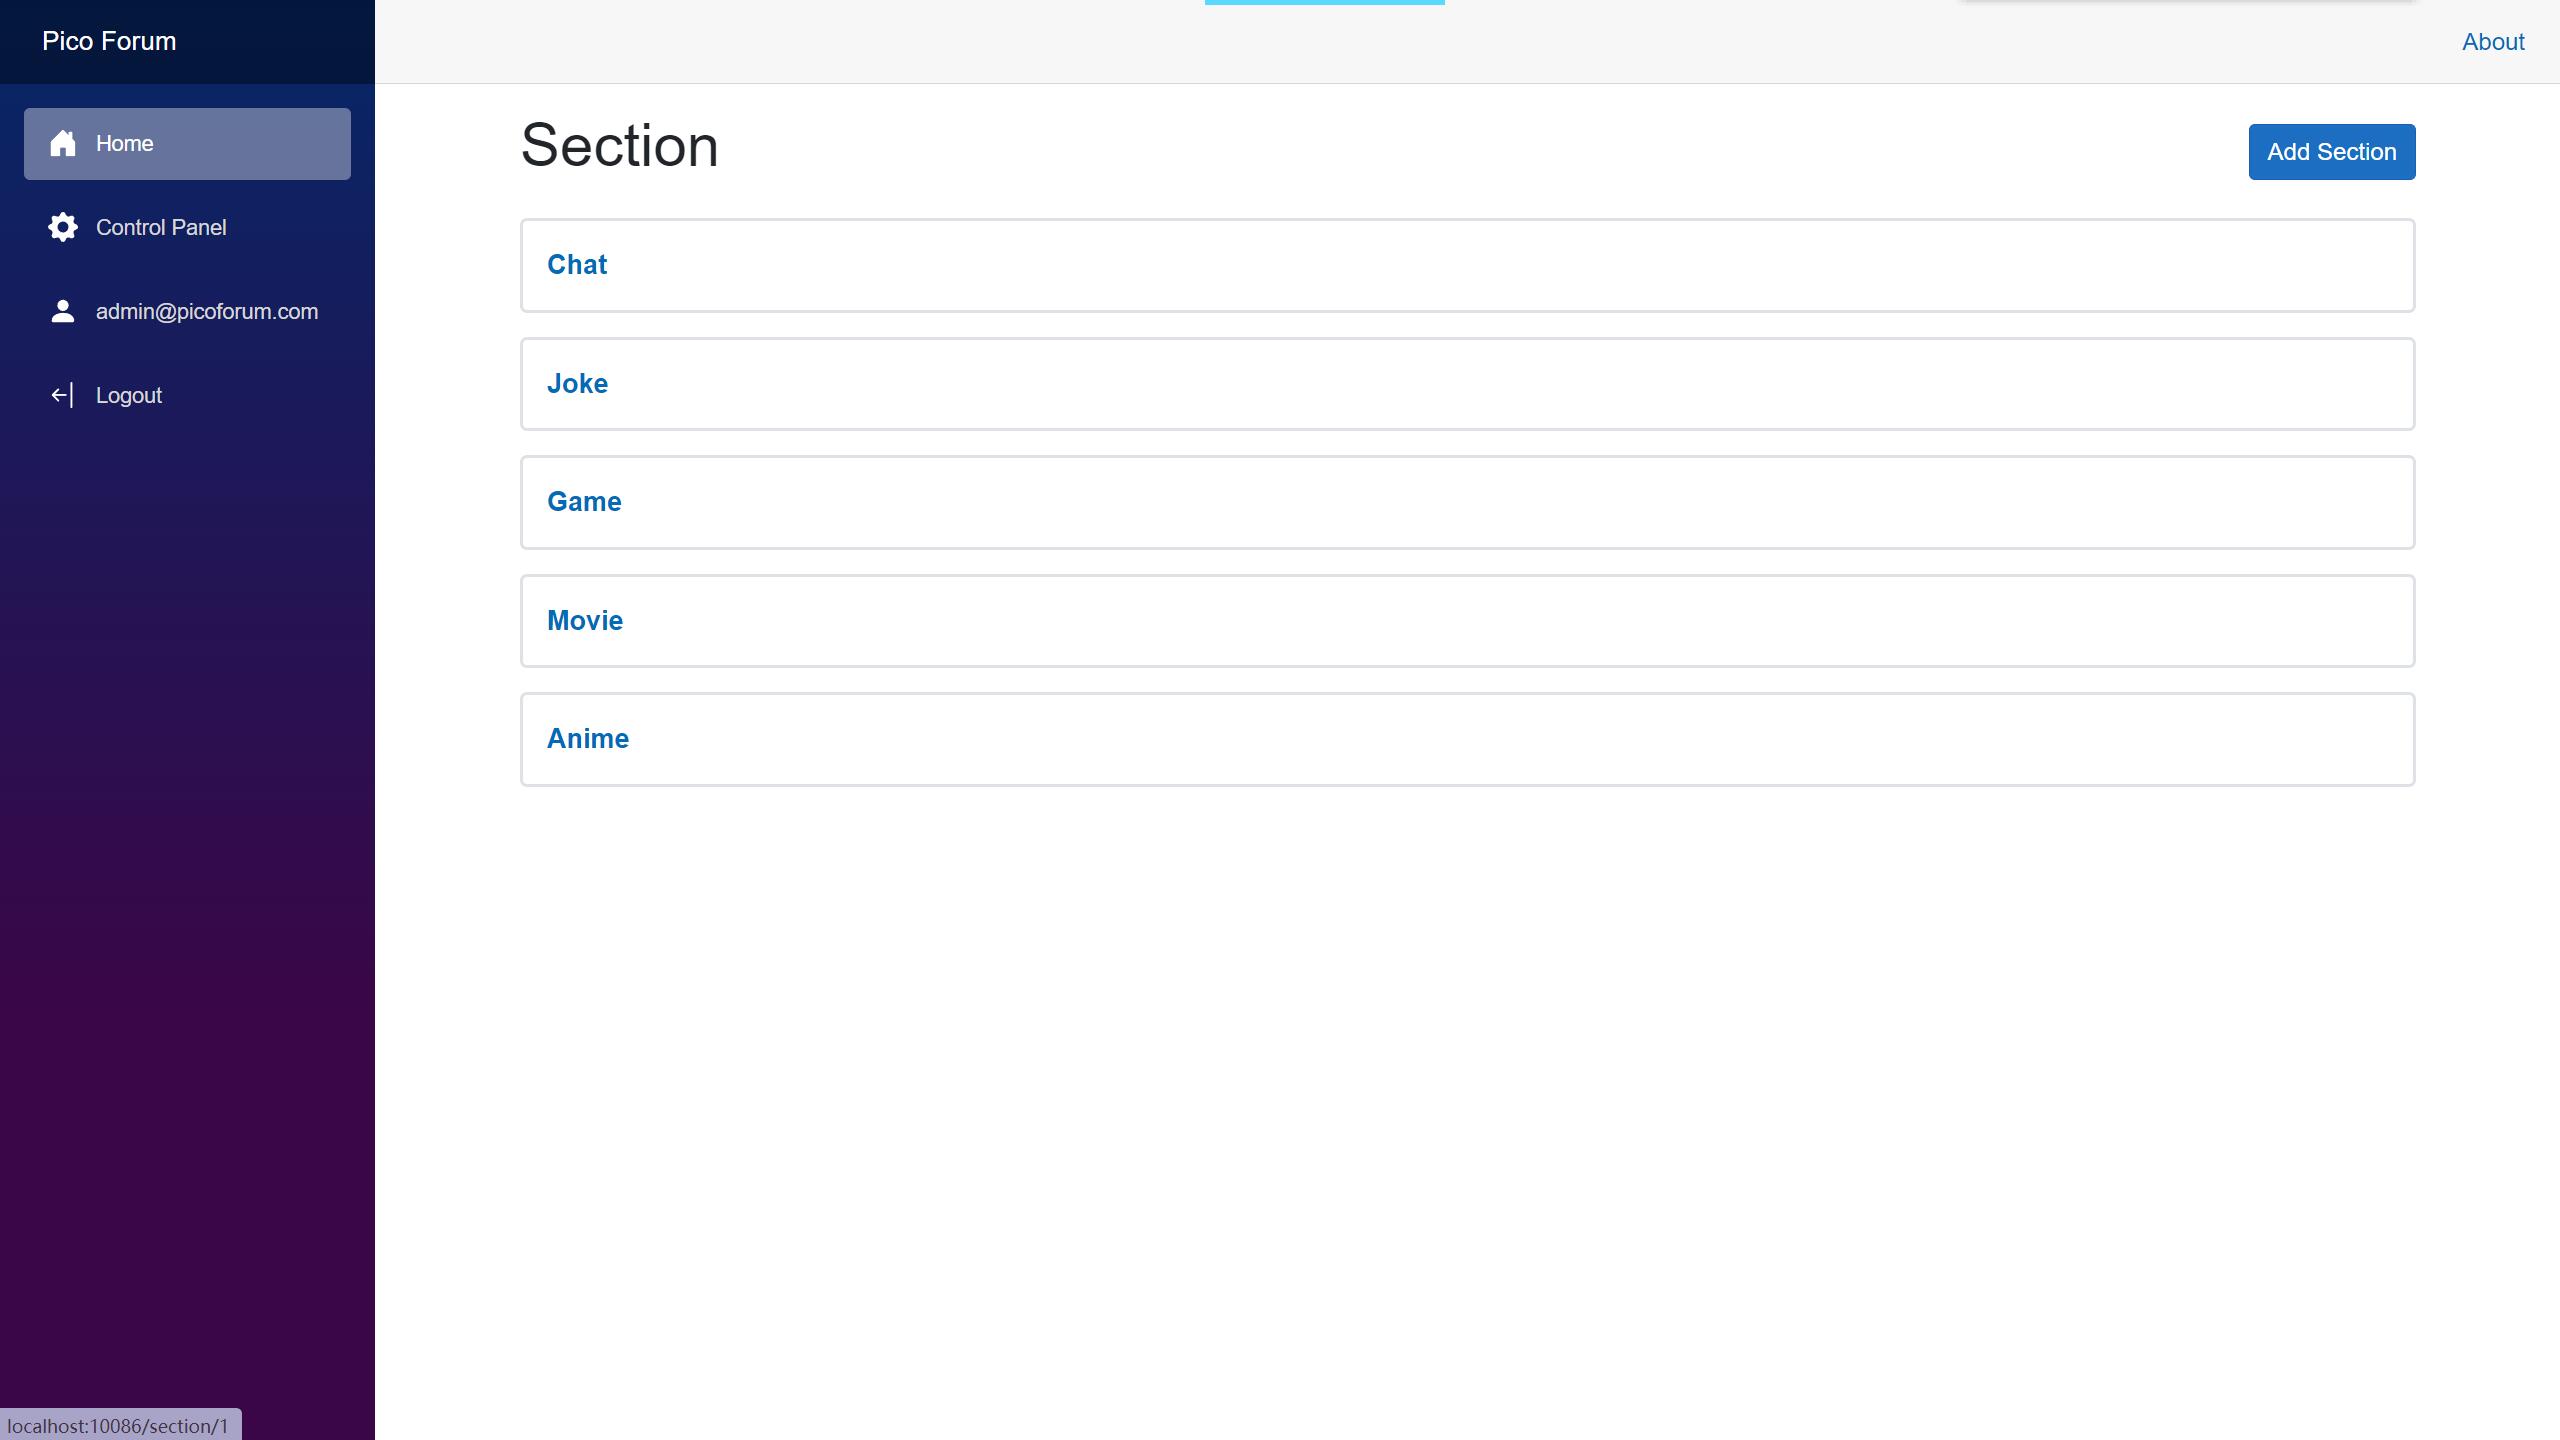 Pico Forum
About
Home
Control Panel
admin@picoforum.com
Logout
Section
Add Section
Chat
Joke
Game
Movie
Anime
localhost:10086/section/1